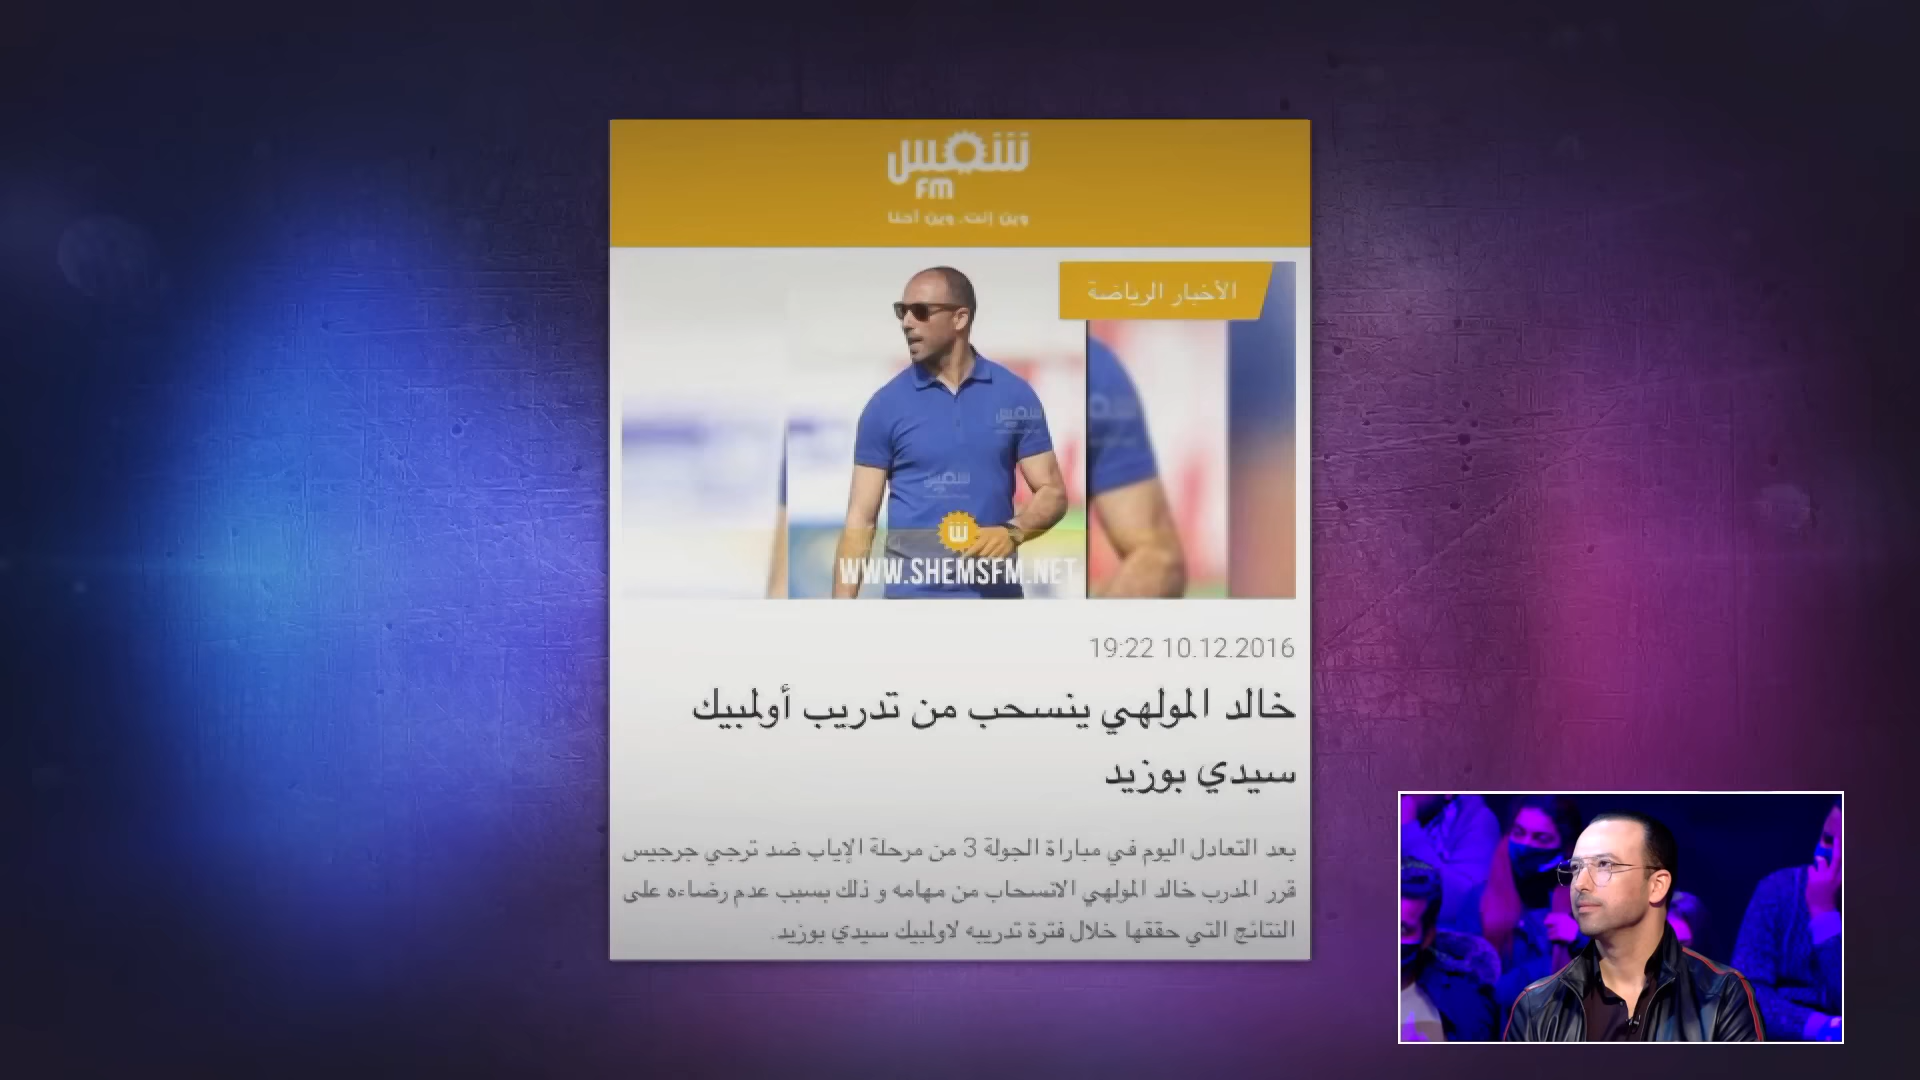 شمس
FM
وين إنت.. وين أحنا
الأخبار الرياضة
شمس
شمس
WWW.SHEMSFM.NET
19:22 10.12.2016
خالد المولهي ينسحب من تدريب أولمبيك
سيدي بوزيد
بعد التعادل اليوم في مباراة الجولة 3 من مرحلة الإياب ضد ترجي جرجيس
قرر المدرب خالد المولهي الانسحاب من مهامه و ذلك بسبب عدم رضاءه على
النتائج التي حققها خلال فترة تدريبه لاولمبيك سيدي بوزيد.